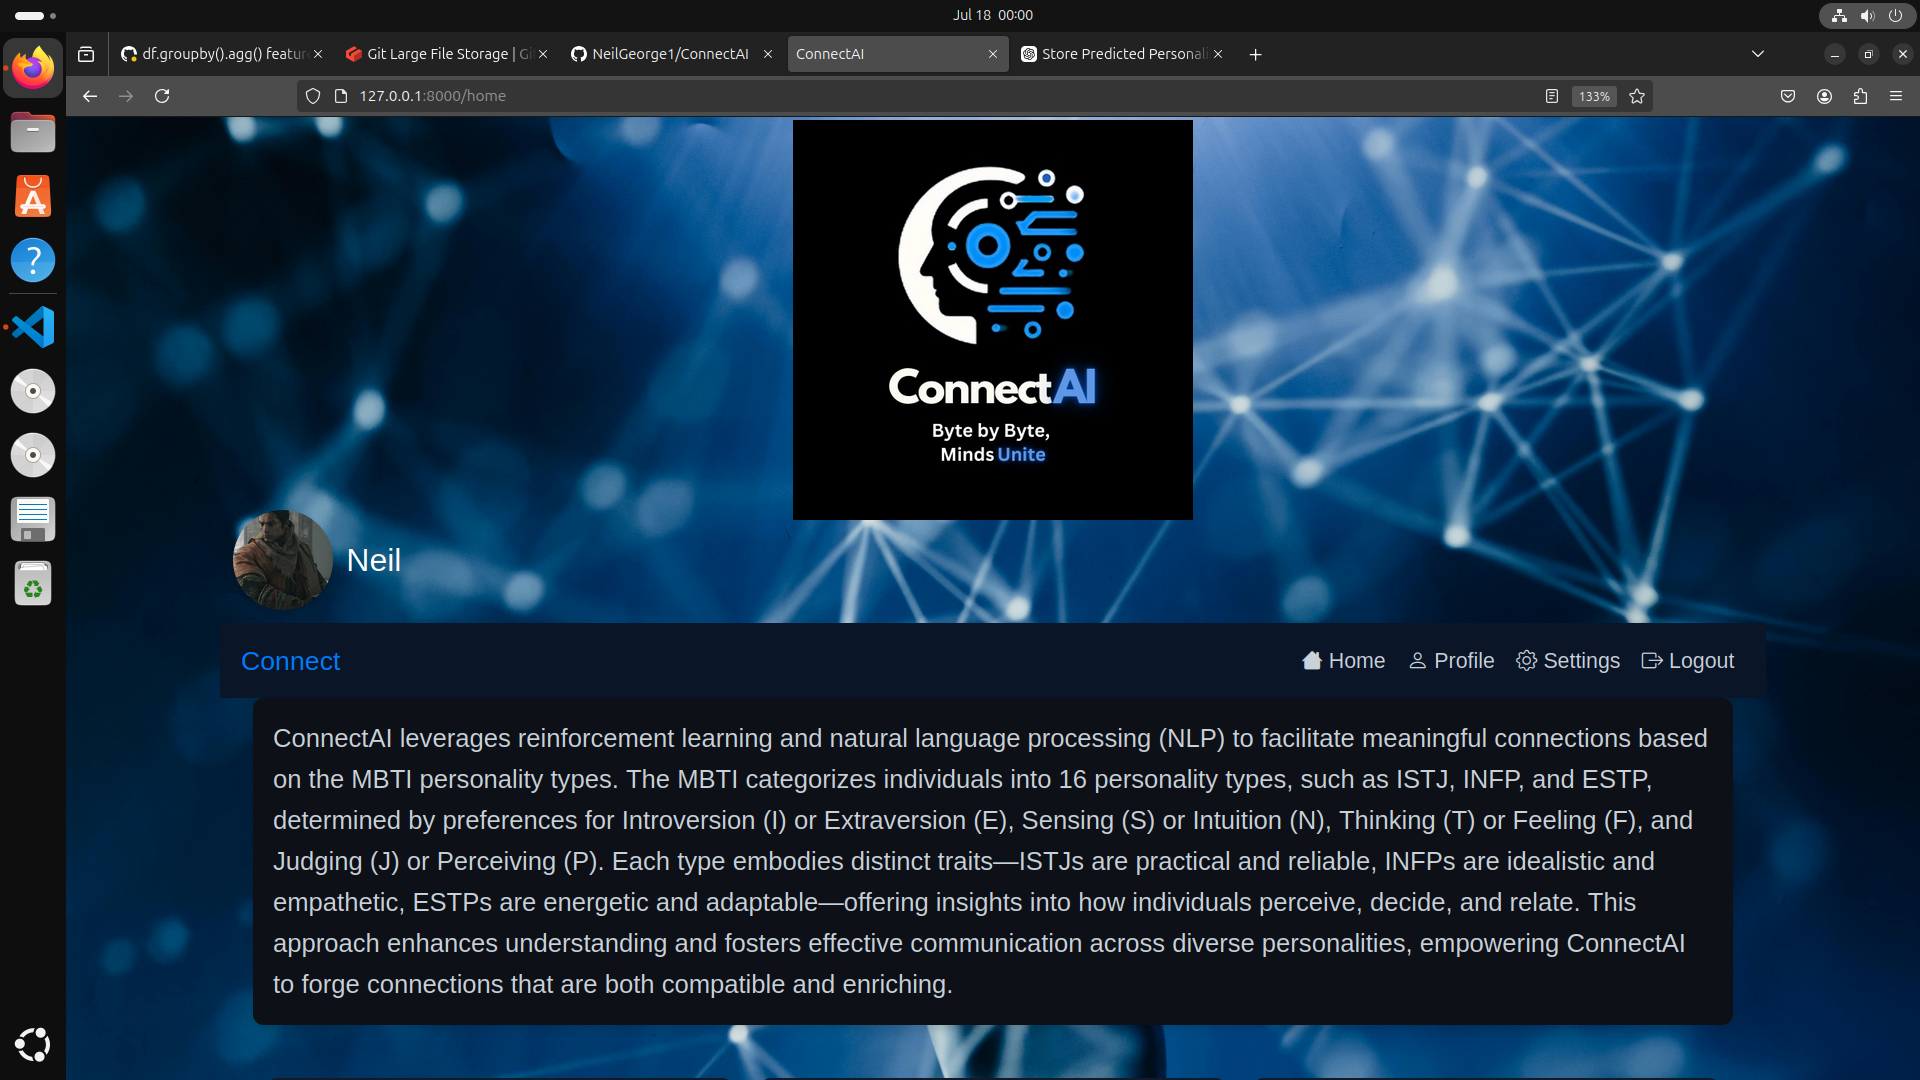 Jul 18 00:00
df.groupby().agg() featur
Git Large File Storage | Gi
NeilGeorge1/ConnectAI
ConnectAI
Store Predicted Personali
127.0.0.1:8000/home
133%
ConnectAI
Byte by Byte,
Minds Unite
Neil
Connect
Home
Profile
Settings
Logout
ConnectAI leverages reinforcement learning and natural language processing (NLP) to facilitate meaningful connections based
on the MBTI personality types. The MBTI categorizes individuals into 16 personality types, such as ISTJ, INFP, and ESTP,
determined by preferences for Introversion (I) or Extraversion (E), Sensing (S) or Intuition (N), Thinking (T) or Feeling (F), and
Judging (J) or Perceiving (P). Each type embodies distinct traits—ISTJs are practical and reliable, INFPs are idealistic and
empathetic, ESTPs are energetic and adaptable—offering insights into how individuals perceive, decide, and relate. This
approach enhances understanding and fosters effective communication across diverse personalities, empowering ConnectAI
to forge connections that are both compatible and enriching.